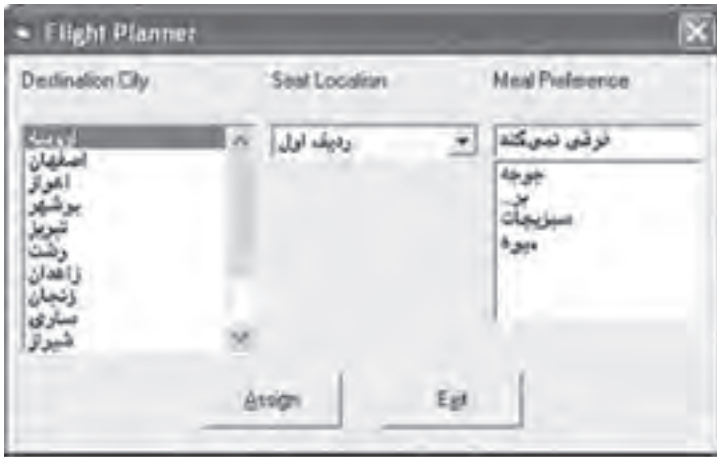 Flight Planner
Destination City
Seat Location
Meal Preference
ارومیه
اصفهان
اهواز
بوشهر
تبریز
رشت
زاهدان
زنجان
ساری
شیراز
ردیف اول
فرقی نمی‌کند
جوجه
سبزیجات
میوه
Assign
Exit